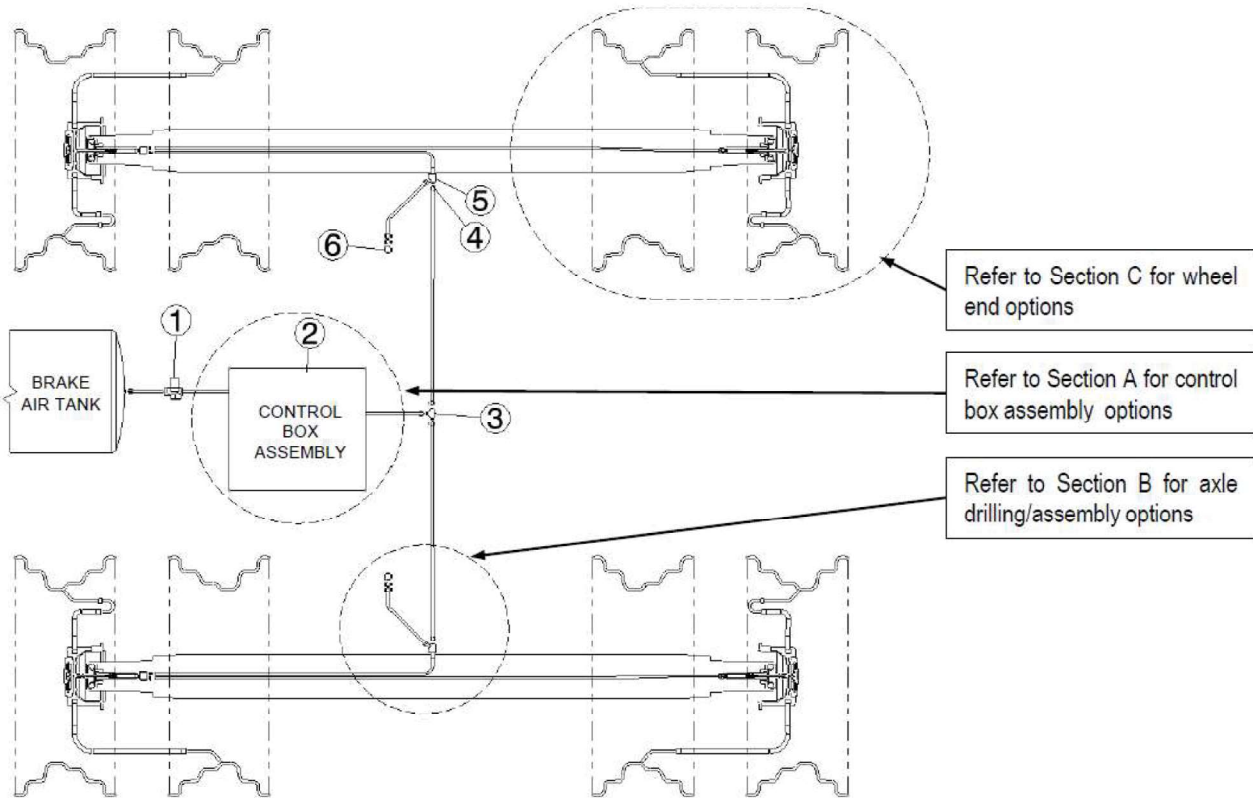 5
4
6
Refer to Section C for wheel
end options
1
2
BRAKE
AIR TANK
CONTROL
BOX
ASSEMBLY
3
Refer to Section A for control
box assembly options
Refer to Section B for axle
drilling/assembly options